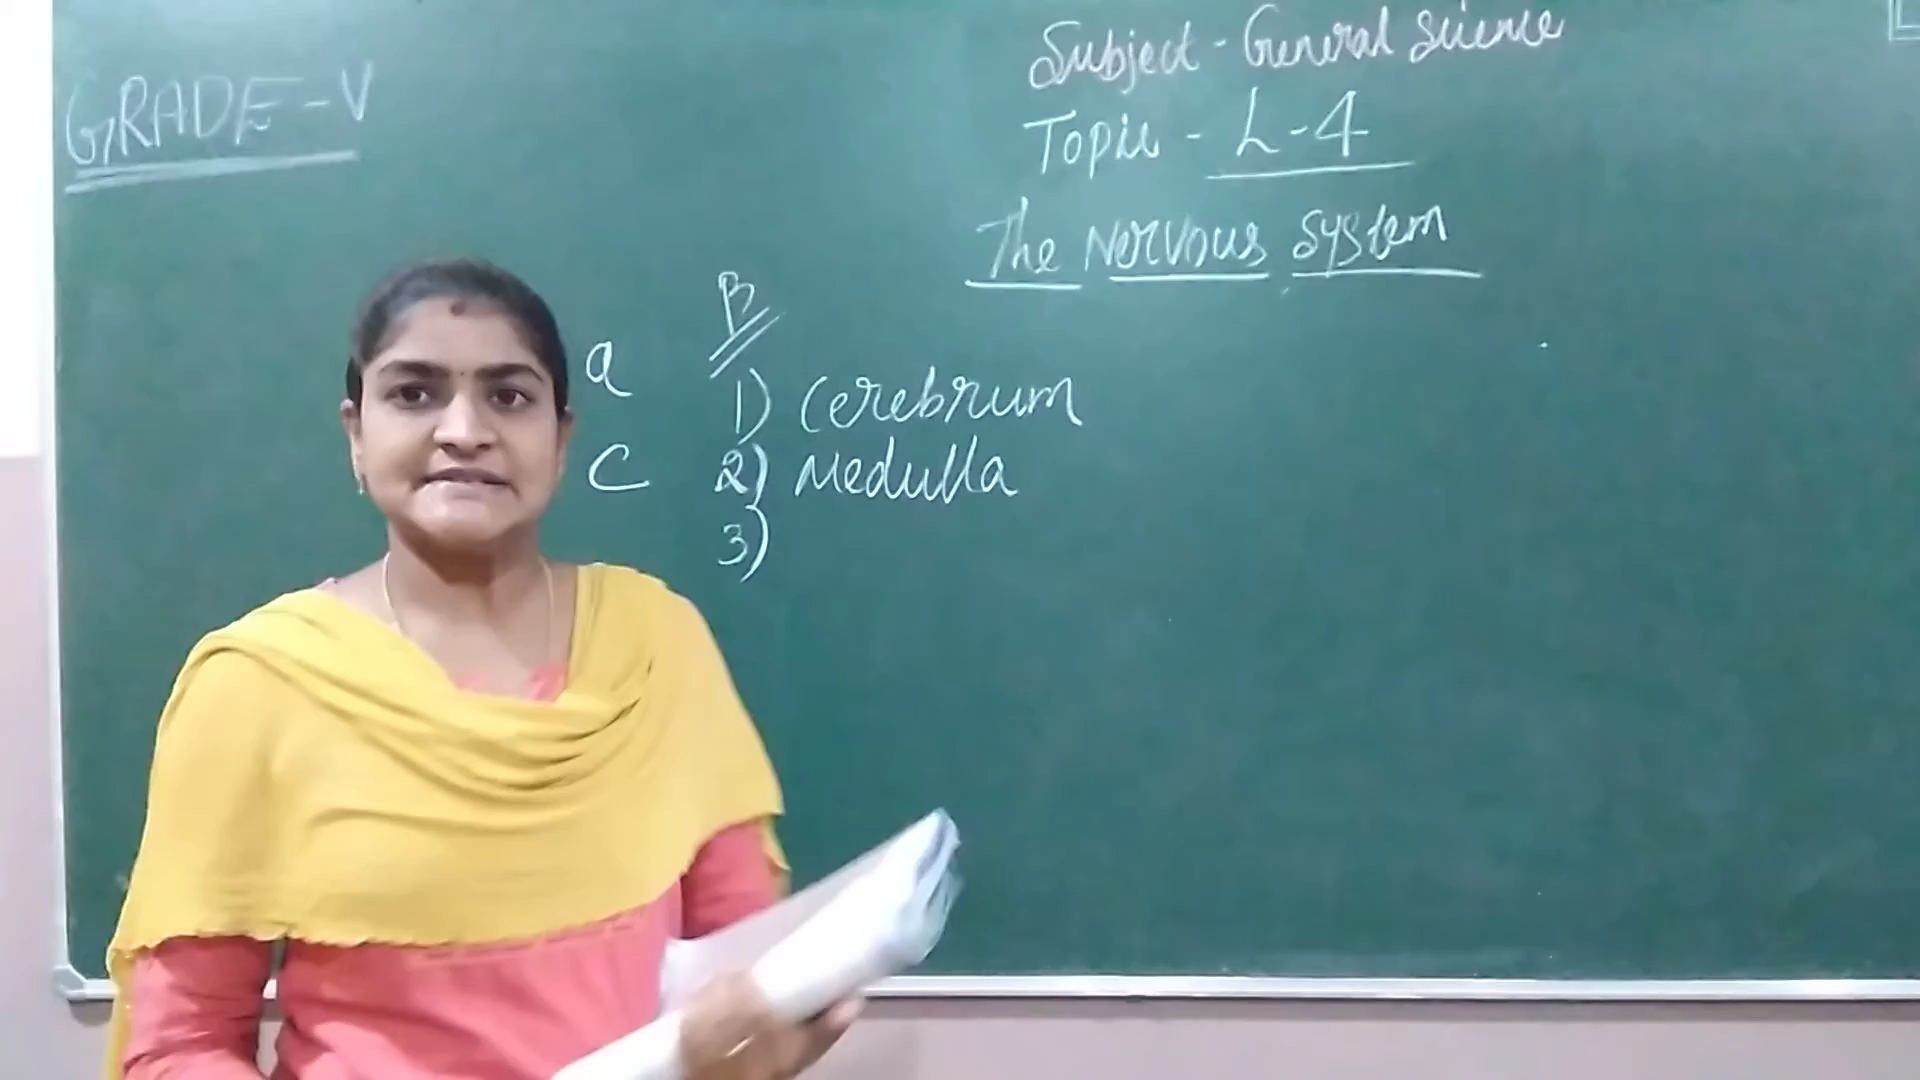 GRADE-V
Subject - General Science
Topic - L-4
The Nervous System
B
a 1) Cerebrum
c 2) Medulla
3)